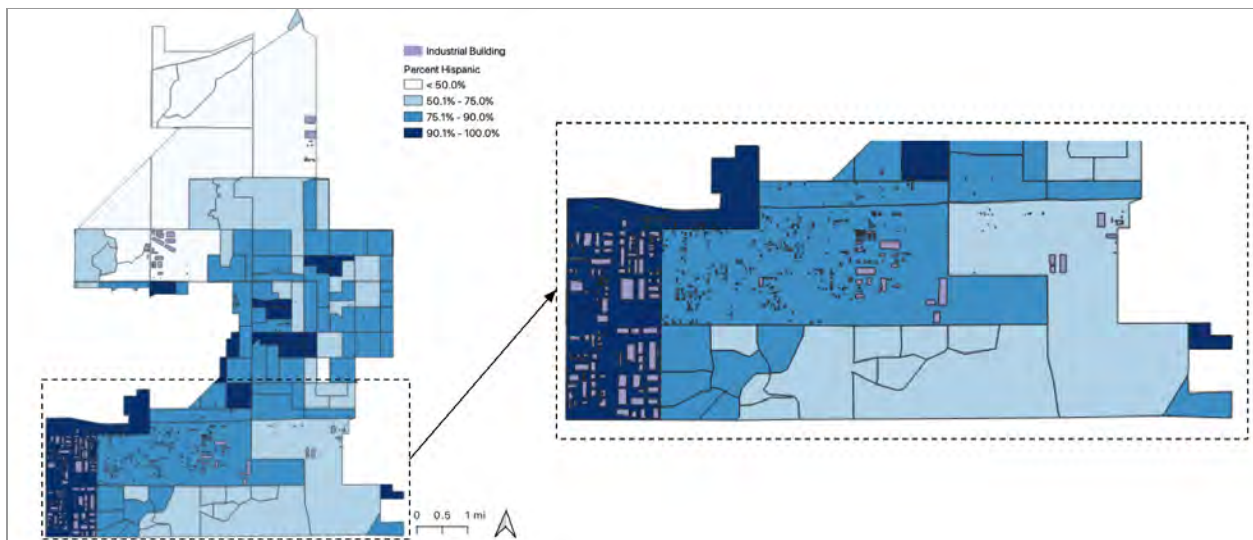 Industrial Building
Percent Hispanic
< 50.0%
50.1% - 75.0%
75.1% - 90.0%
90.1% - 100.0%
0 0.5 1 mi